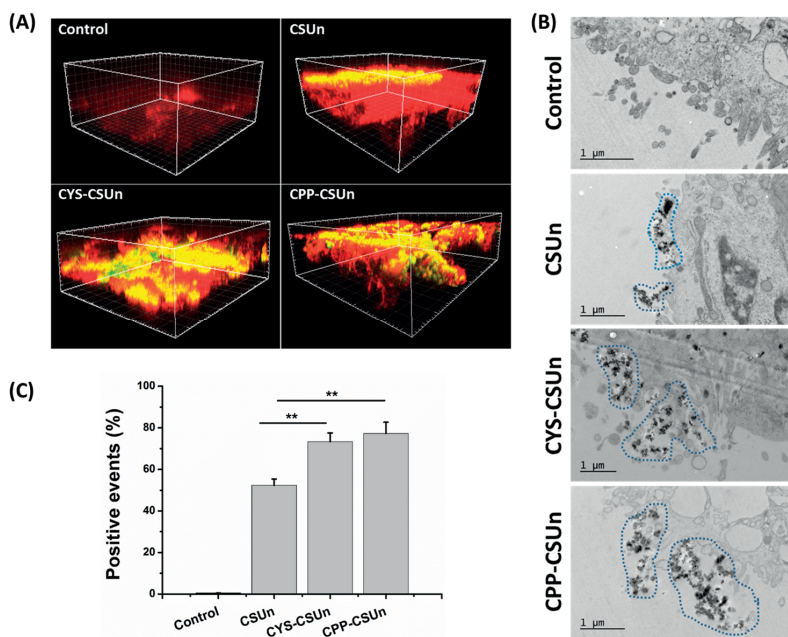 (A)
Control
CSUn
CYS-CSUn
CPP-CSUn
(B)
Control
1 µm
CSUn
1 µm
CYS-CSUn
1 µm
CPP-CSUn
1 µm
(C)
Positive events (%)
100
80
60
40
20
0
**
**
Control
CSUn
CYS-CSUn
CPP-CSUn